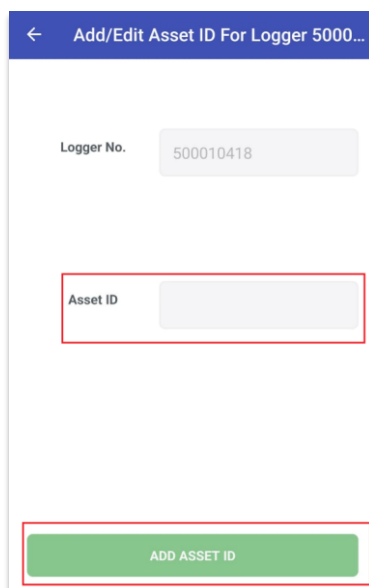 Add/Edit Asset ID For Logger 5000...
Logger No.
500010418
Asset ID
ADD ASSET ID